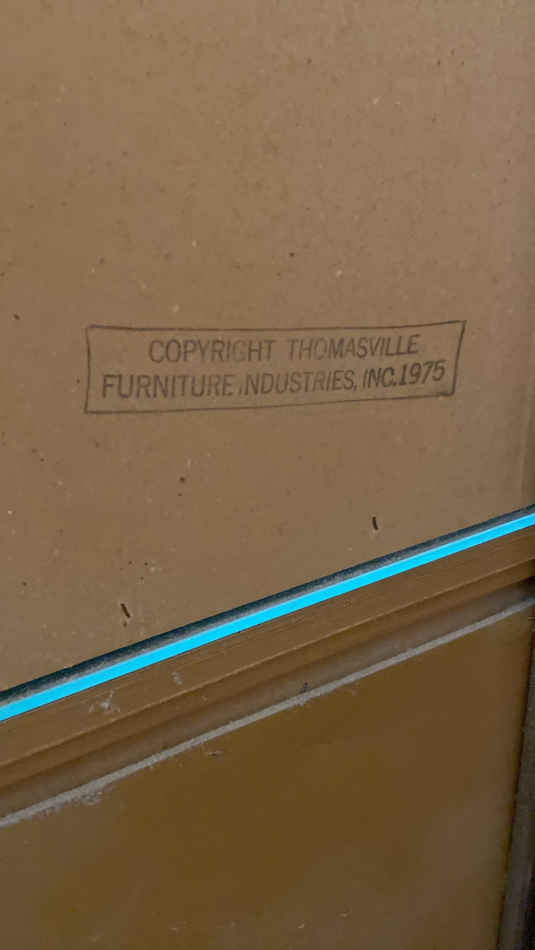 COPYRIGHT THOMASVILLE
FURNITURE INDUSTRIES, INC. 1975